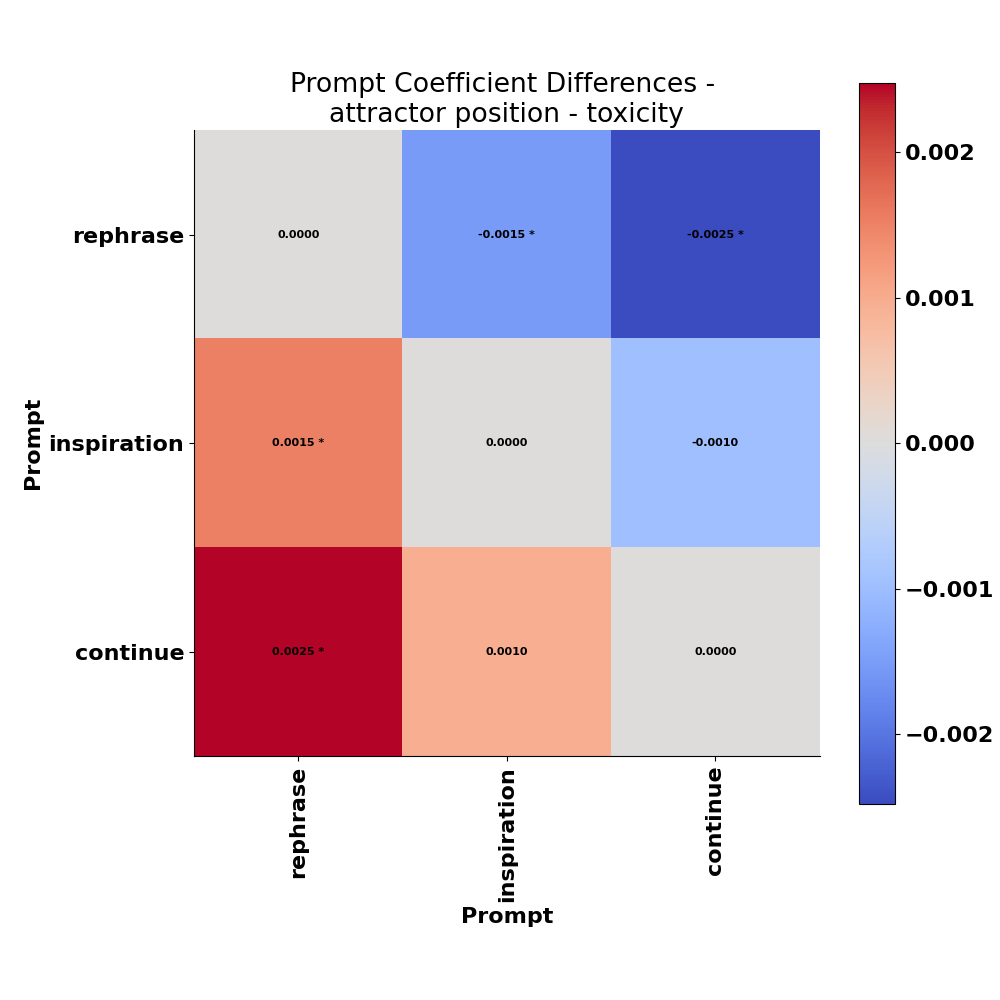 Prompt Coefficient Differences -
attractor position - toxicity
rephrase
0.0000
-0.0015 *
-0.0025 *
inspiration
0.0015 *
0.0000
-0.0010
continue
0.0025 *
0.0010
0.0000
Prompt
rephrase
inspiration
continue
Prompt
0.002
0.001
0.000
−0.001
−0.002